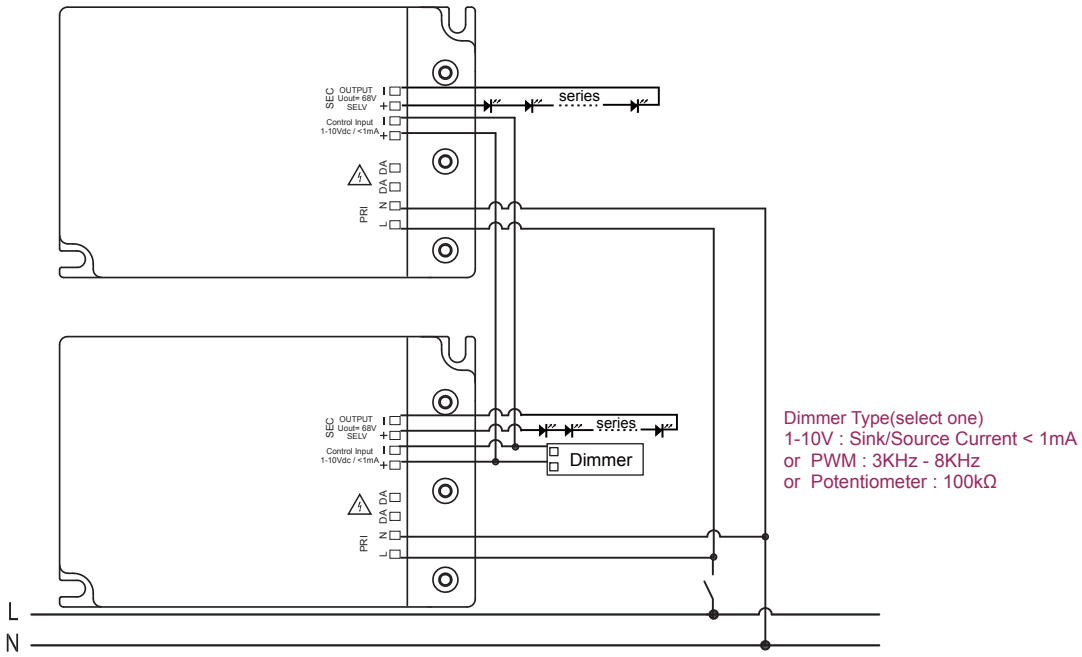 SEC
OUTPUT
Uout= 68V
SELV
I
+
Control Input
1-10Vdc / <1mA
I
+
DA
DA
PRI
N
L
series
SEC
OUTPUT
Uout= 68V
SELV
I
+
Control Input
1-10Vdc / <1mA
I
+
DA
DA
PRI
N
L
series
Dimmer
Dimmer Type(select one)
1-10V : Sink/Source Current < 1mA
or PWM : 3KHz - 8KHz
or Potentiometer : 100kΩ
L
N